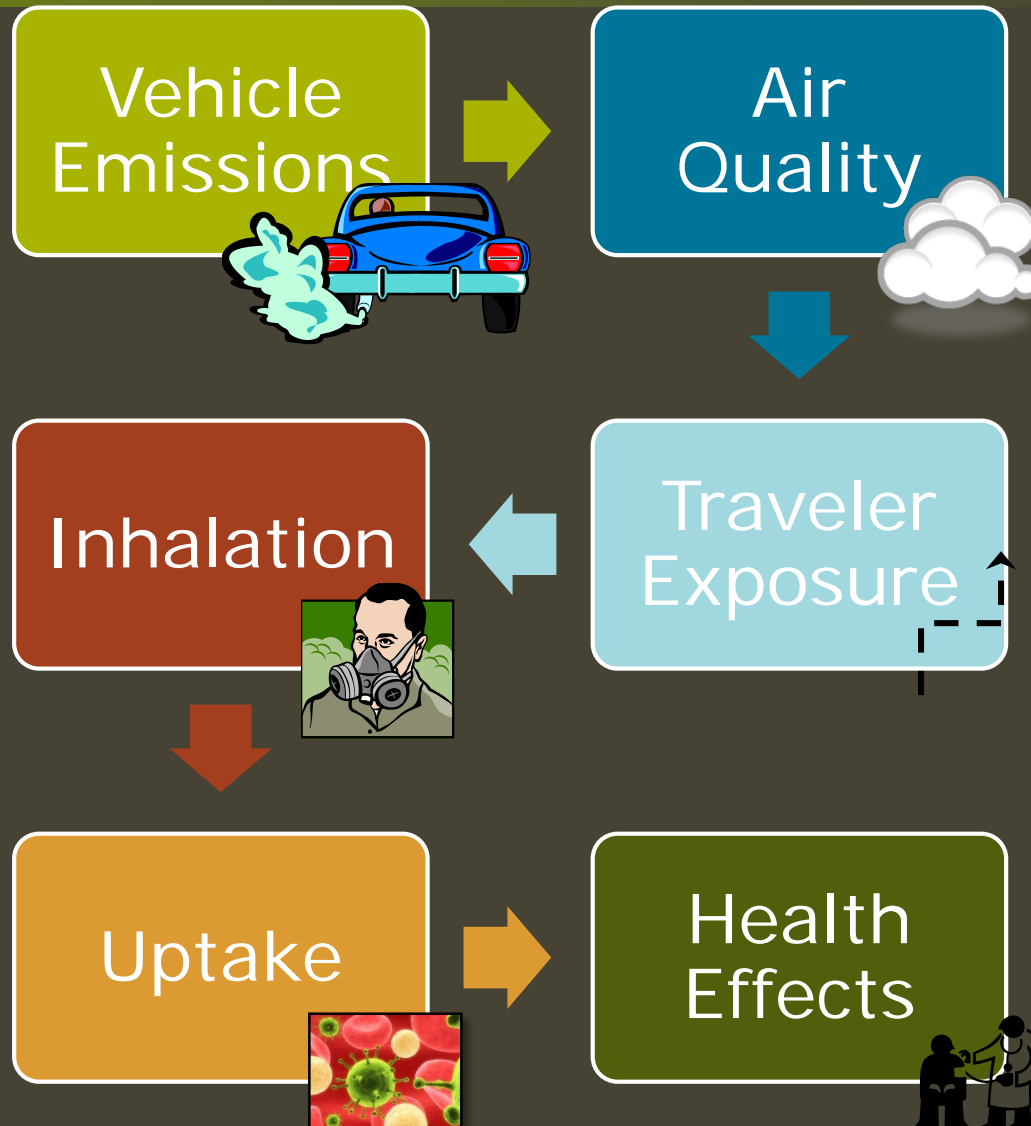 Vehicle
Emissions
Air
Quality
Traveler
Exposure
Inhalation
Uptake
Health
Effects